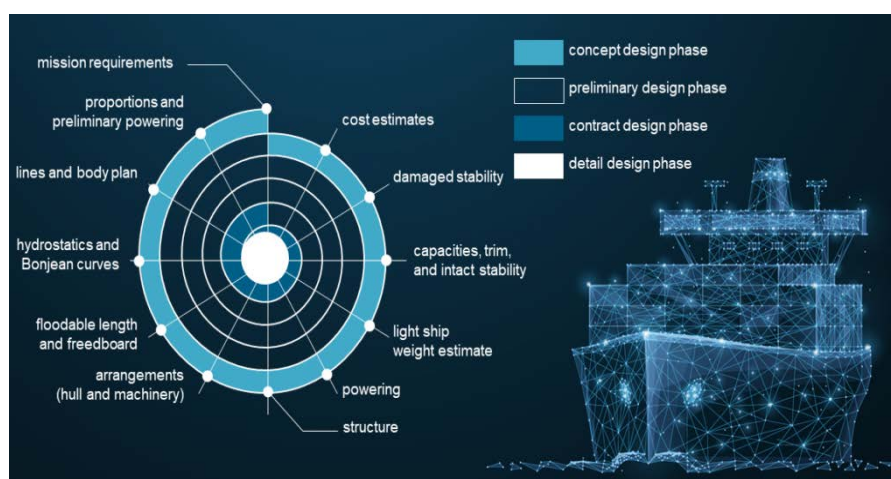 mission requirements
proportions and
preliminary powering
lines and body plan
hydrostatics and
Bonjean curves
floodable length
and freedboard
arrangements
(hull and machinery)
cost estimates
damaged stability
capacities, trim,
and intact stability
light ship
weight estimate
powering
structure
concept design phase
preliminary design phase
contract design phase
detail design phase